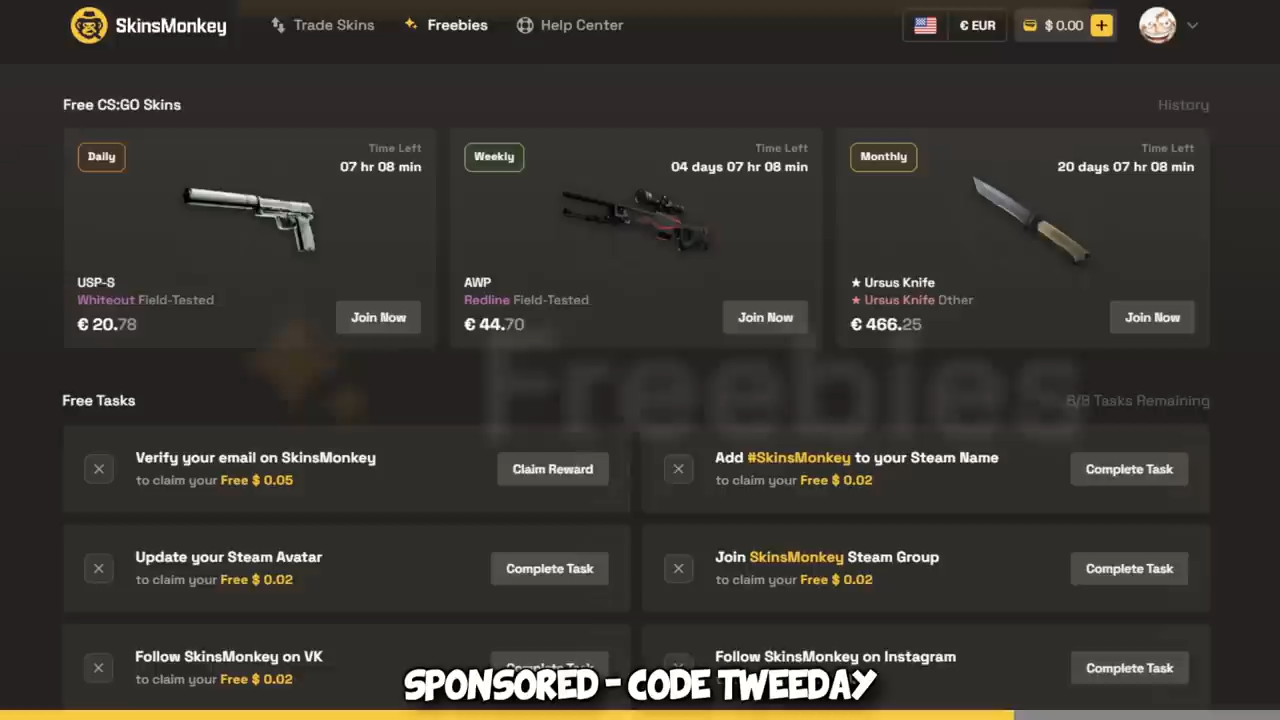 SkinsMonkey
Trade Skins
Freebies
Help Center
€ EUR
$ 0.00
Free CS:GO Skins
History
Daily
Time Left
07 hr 08 min
USP-S
Whiteout Field-Tested
€ 20.78
Join Now
Weekly
Time Left
04 days 07 hr 08 min
AWP
Redline Field-Tested
€ 44.70
Join Now
Monthly
Time Left
20 days 07 hr 08 min
★ Ursus Knife
★ Ursus Knife Other
€ 466.25
Join Now
Freebies
Free Tasks
Tasks Remaining
Verify your email on SkinsMonkey
to claim your Free $ 0.05
Claim Reward
Add #SkinsMonkey to your Steam Name
to claim your Free $ 0.02
Complete Task
Update your Steam Avatar
to claim your Free $ 0.02
Complete Task
Join SkinsMonkey Steam Group
to claim your Free $ 0.02
Complete Task
Follow SkinsMonkey on VK
to claim your Free $ 0.02
Complete Task
Follow SkinsMonkey on Instagram
Complete Task
SPONSORED - CODE TWEEDAY